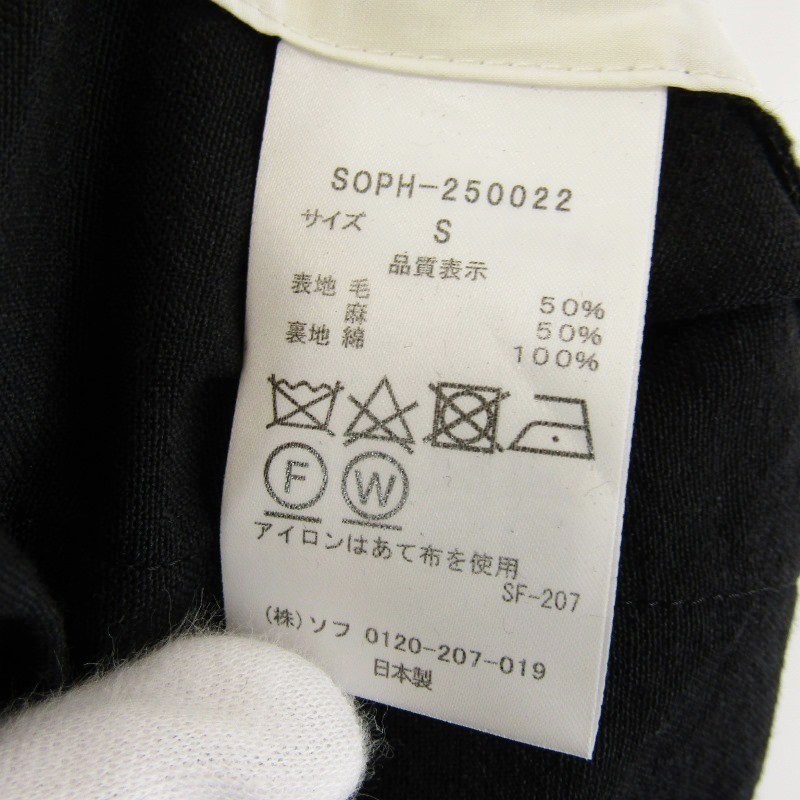 SOPH-250022
サイズ S
品質表示
表地 毛 50%
麻 50%
裏地 綿 100%
F W
アイロンはあて布を使用
SF-207
(株)ソフ 0120-207-019
日本製